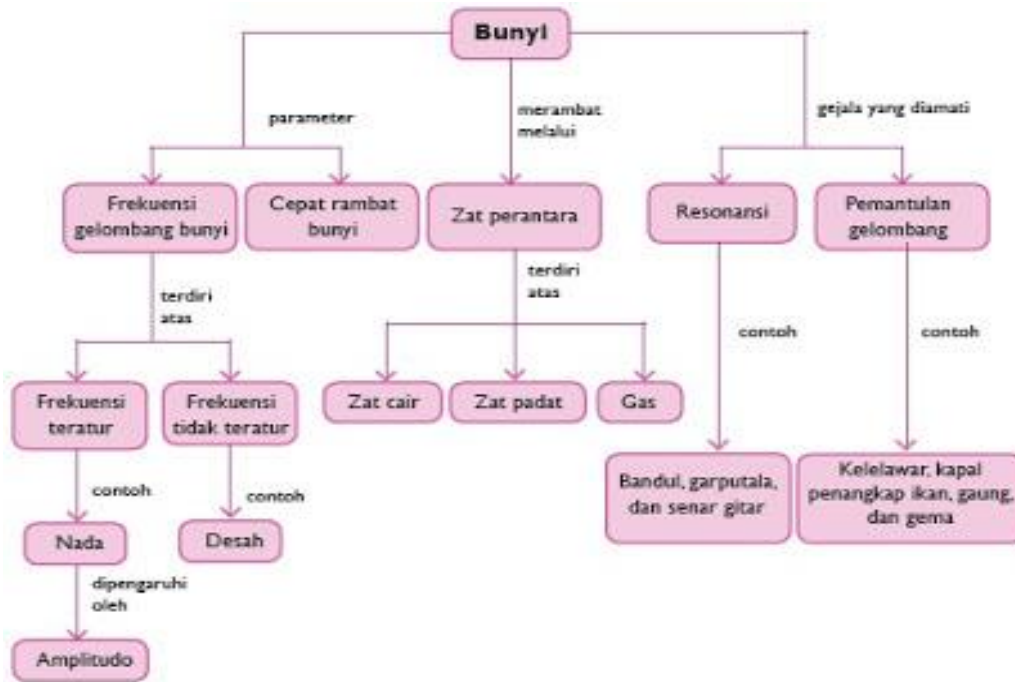 Bunyi
parameter
merambat
melalui
gejala yang diamati
Frekuensi
gelombang bunyi
Cepat rambat
bunyi
Zat perantara
Resonansi
Pemantulan
gelombang
terdiri
atas
terdiri
atas
contoh
contoh
Frekuensi
teratur
Frekuensi
tidak teratur
Zat cair
Zat padat
Gas
contoh
contoh
Bandul, garputala,
dan senar gitar
Kelelawar, kapal
penangkap ikan, gaung,
dan gema
Nada
Desah
dipengaruhi
oleh
Amplitudo